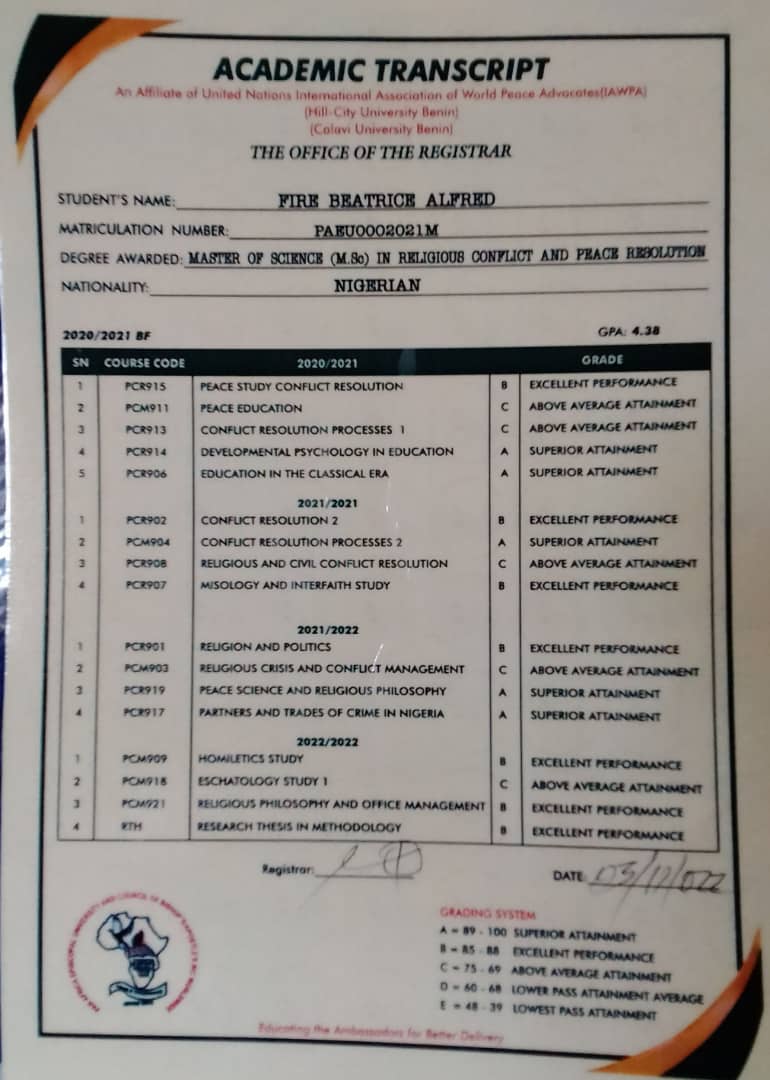 ACADEMIC TRANSCRIPT
An Affiliate of United Nations International Association of World Peace Advocates(IAWPA)
(Hill-City University Benin)
(Calavi University Benin)
THE OFFICE OF THE REGISTRAR
STUDENT'S NAME: FIRE BEATRICE ALFRED
MATRICULATION NUMBER: PAEU0002021M
DEGREE AWARDED: MASTER OF SCIENCE (M.Sc) IN RELIGIOUS CONFLICT AND PEACE RESOLUTION
NATIONALITY: NIGERIAN
2020/2021 BF GPA: 4.38
SN COURSE CODE 2020/2021 GRADE
1 PCR915 PEACE STUDY CONFLICT RESOLUTION B EXCELLENT PERFORMANCE
2 PCM911 PEACE EDUCATION C ABOVE AVERAGE ATTAINMENT
3 PCR913 CONFLICT RESOLUTION PROCESSES 1 C ABOVE AVERAGE ATTAINMENT
4 PCR914 DEVELOPMENTAL PSYCHOLOGY IN EDUCATION A SUPERIOR ATTAINMENT
5 PCR906 EDUCATION IN THE CLASSICAL ERA A SUPERIOR ATTAINMENT
2021/2021
1 PCR902 CONFLICT RESOLUTION 2 B EXCELLENT PERFORMANCE
2 PCM904 CONFLICT RESOLUTION PROCESSES 2 A SUPERIOR ATTAINMENT
3 PCR908 RELIGIOUS AND CIVIL CONFLICT RESOLUTION C ABOVE AVERAGE ATTAINMENT
4 PCR907 MISOLOGY AND INTERFAITH STUDY B EXCELLENT PERFORMANCE
2021/2022
1 PCR901 RELIGION AND POLITICS B EXCELLENT PERFORMANCE
2 PCM903 RELIGIOUS CRISIS AND CONFLICT MANAGEMENT C ABOVE AVERAGE ATTAINMENT
3 PCR919 PEACE SCIENCE AND RELIGIOUS PHILOSOPHY A SUPERIOR ATTAINMENT
4 PCR917 PARTNERS AND TRADES OF CRIME IN NIGERIA A SUPERIOR ATTAINMENT
2022/2022
1 PCM909 HOMILETICS STUDY B EXCELLENT PERFORMANCE
2 PCM918 ESCHATOLOGY STUDY 1 C ABOVE AVERAGE ATTAINMENT
3 PCM921 RELIGIOUS PHILOSOPHY AND OFFICE MANAGEMENT B EXCELLENT PERFORMANCE
4 RTH RESEARCH THESIS IN METHODOLOGY B EXCELLENT PERFORMANCE
Registrar:
DATE
GRADING SYSTEM
A = 89 - 100 SUPERIOR ATTAINMENT
B = 85 - 88 EXCELLENT PERFORMANCE
C = 75 - 69 ABOVE AVERAGE ATTAINMENT
D = 60 - 68 LOWER PASS ATTAINMENT AVERAGE
E = 48 - 39 LOWEST PASS ATTAINMENT
Educating the Ambassadors for Better Delivery